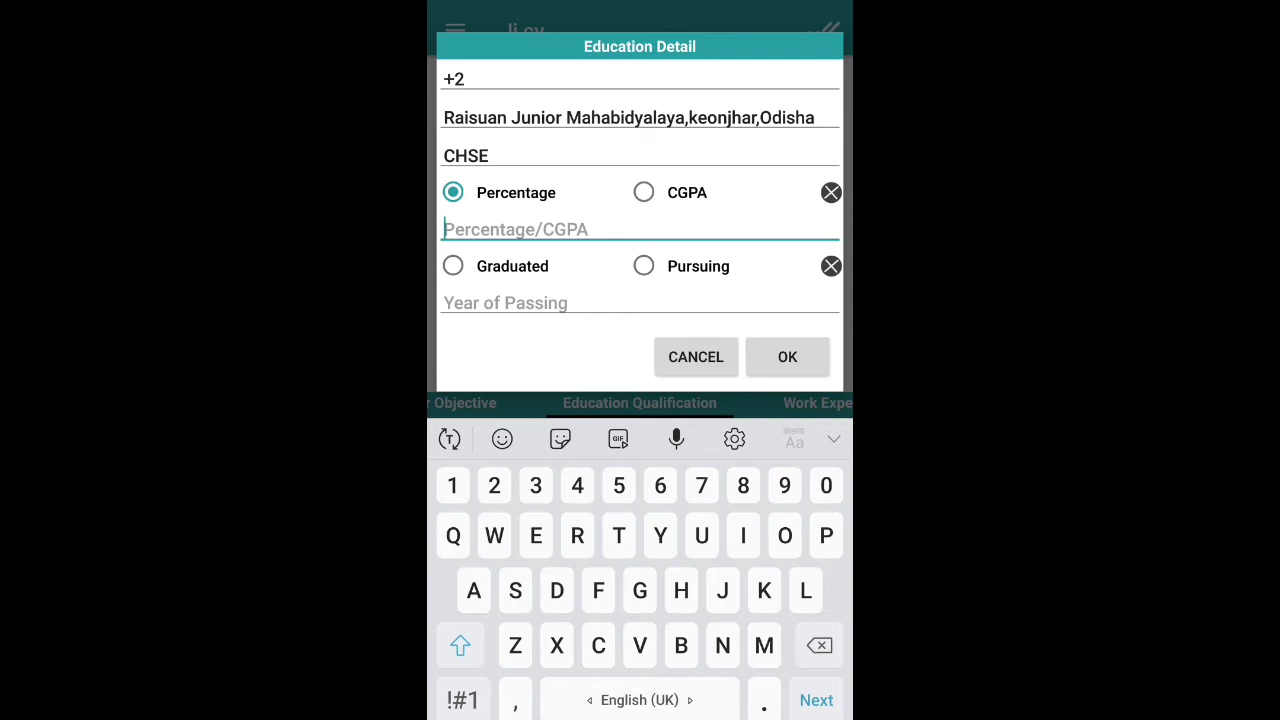 Education Detail
+2
Raisuan Junior Mahabidyalaya,keonjhar,Odisha
CHSE
Percentage CGPA
Percentage/CGPA
Graduated Pursuing
Year of Passing
CANCEL OK
r Objective Education Qualification Work Expe
T GIF Aa
1 2 3 4 5 6 7 8 9 0
Q W E R T Y U I O P
A S D F G H J K L
Z X C V B N M
!#1 , English (UK) . Next